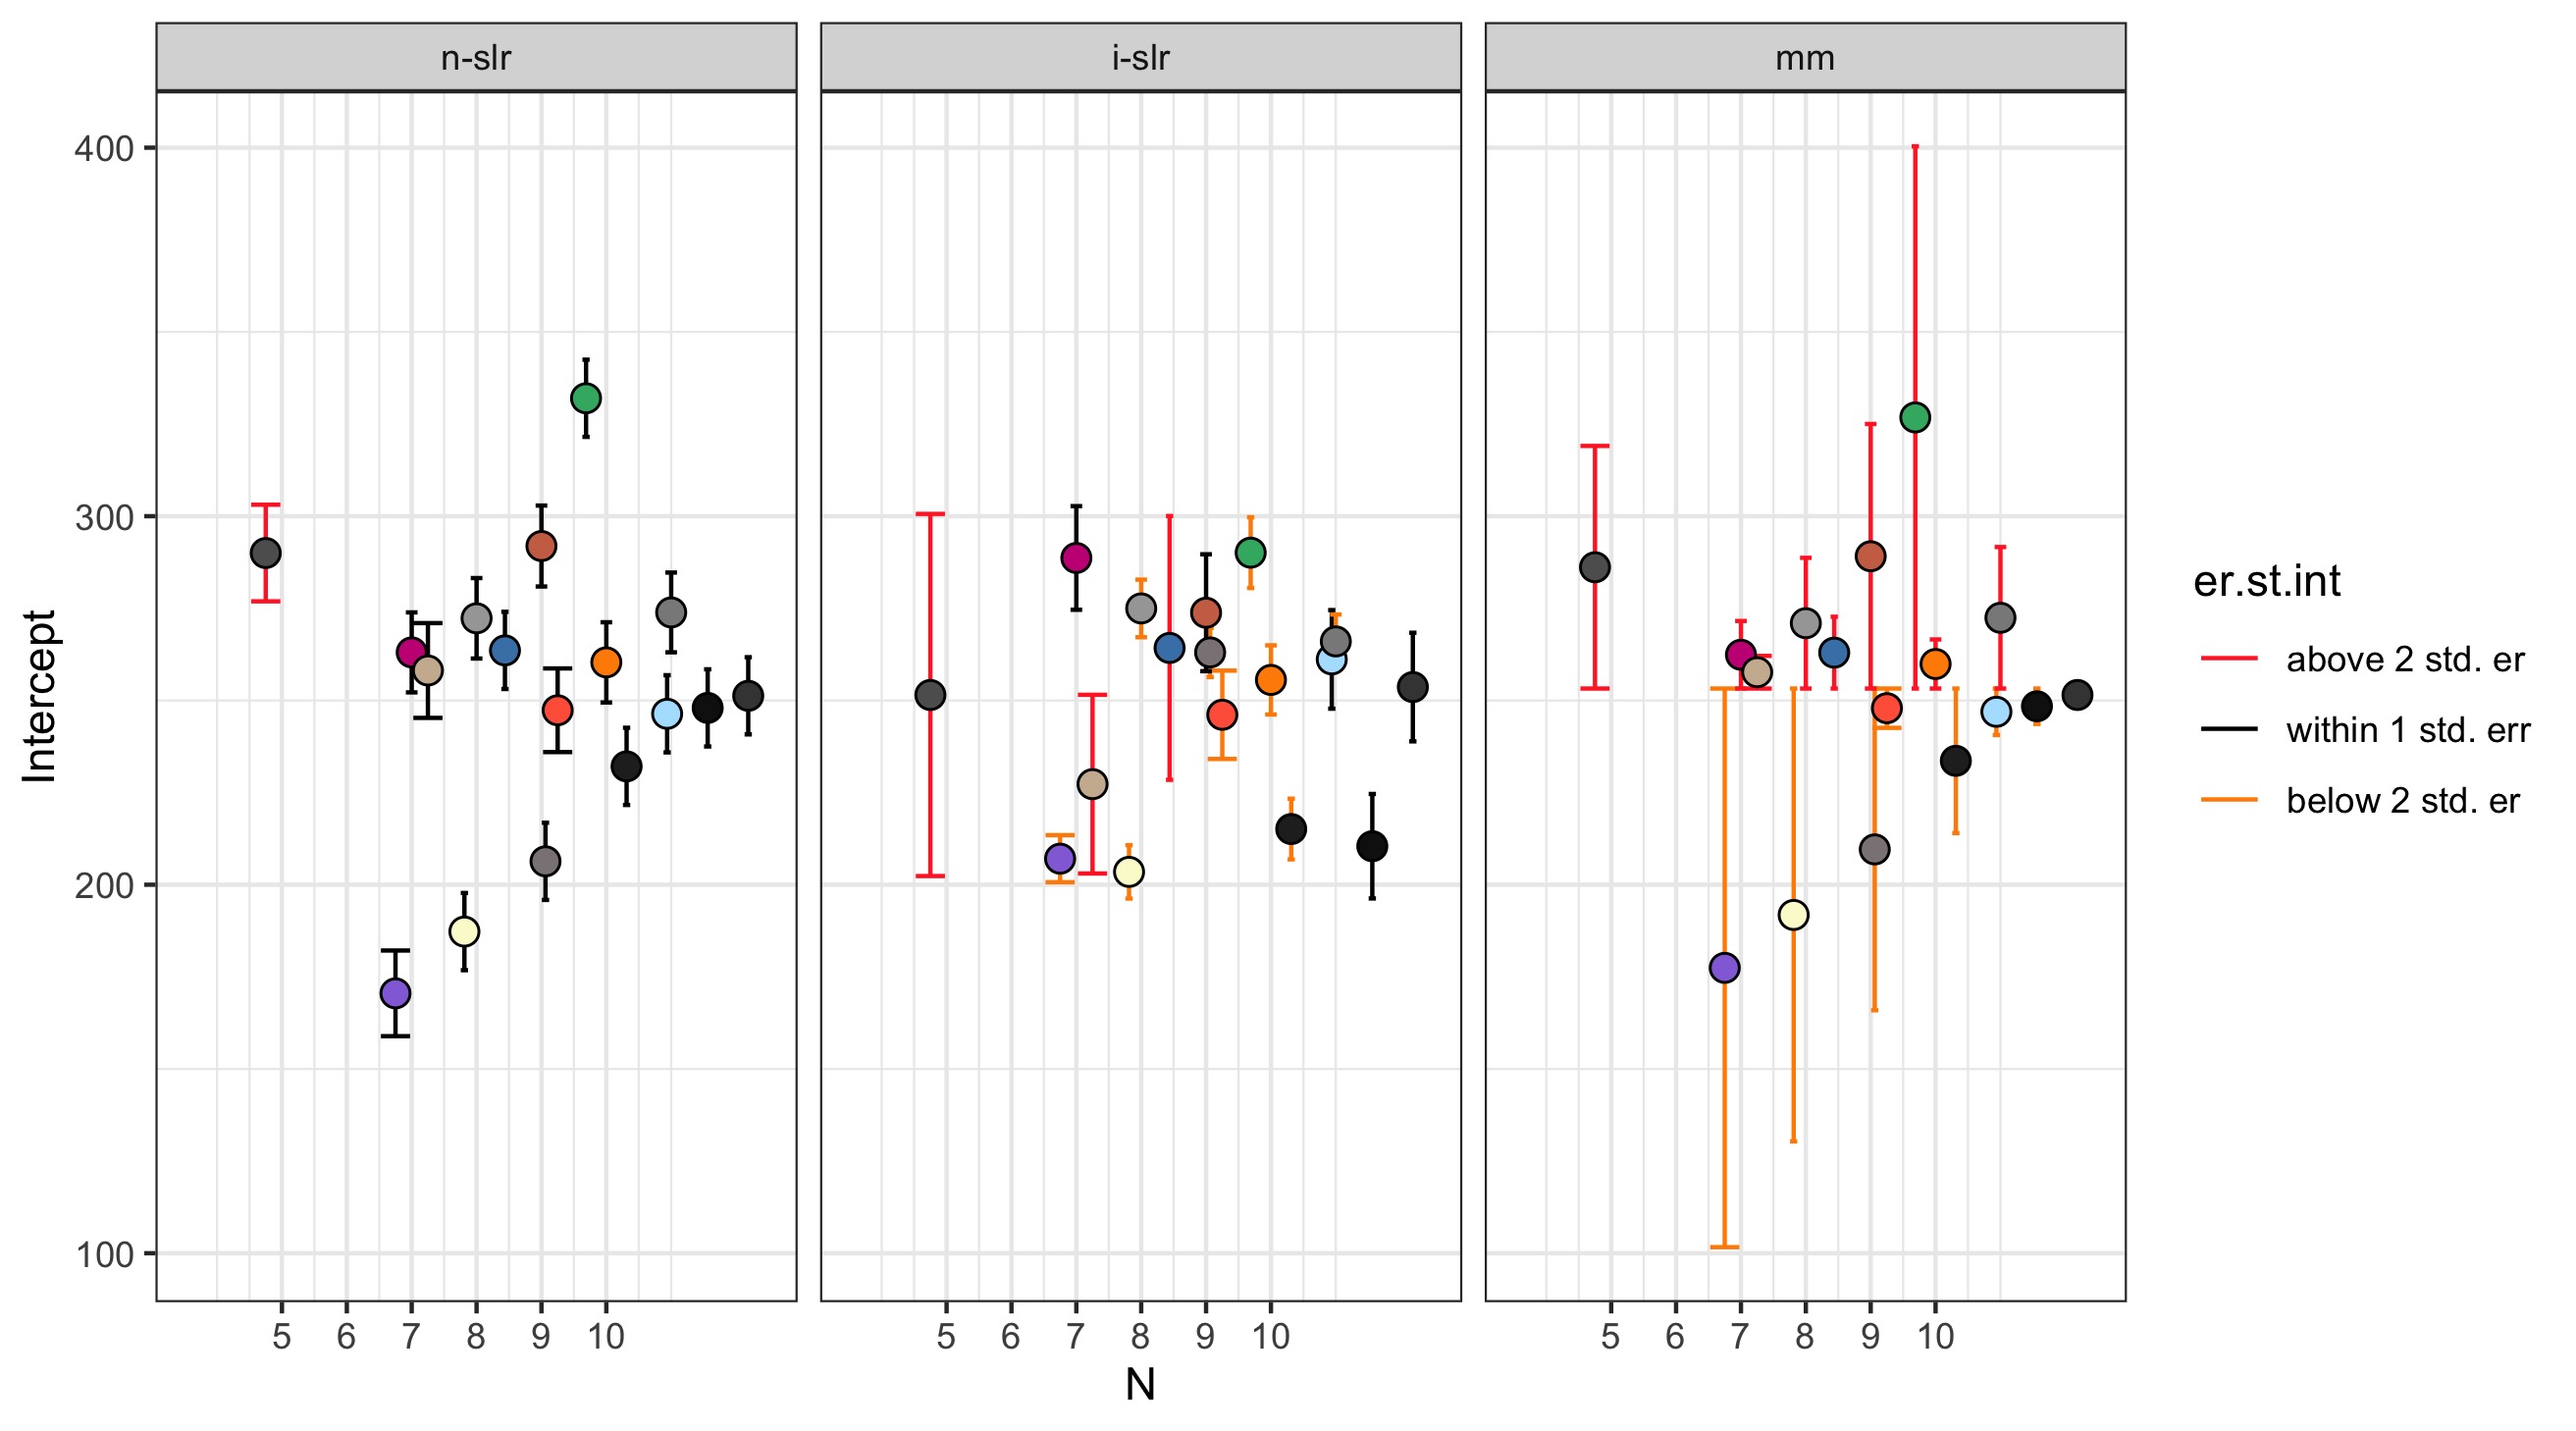 n-slr
i-slr
mm
400
300
200
100
Intercept
5 6 7 8 9 10
5 6 7 8 9 10
5 6 7 8 9 10
N
er.st.int
above 2 std. er
within 1 std. err
below 2 std. er